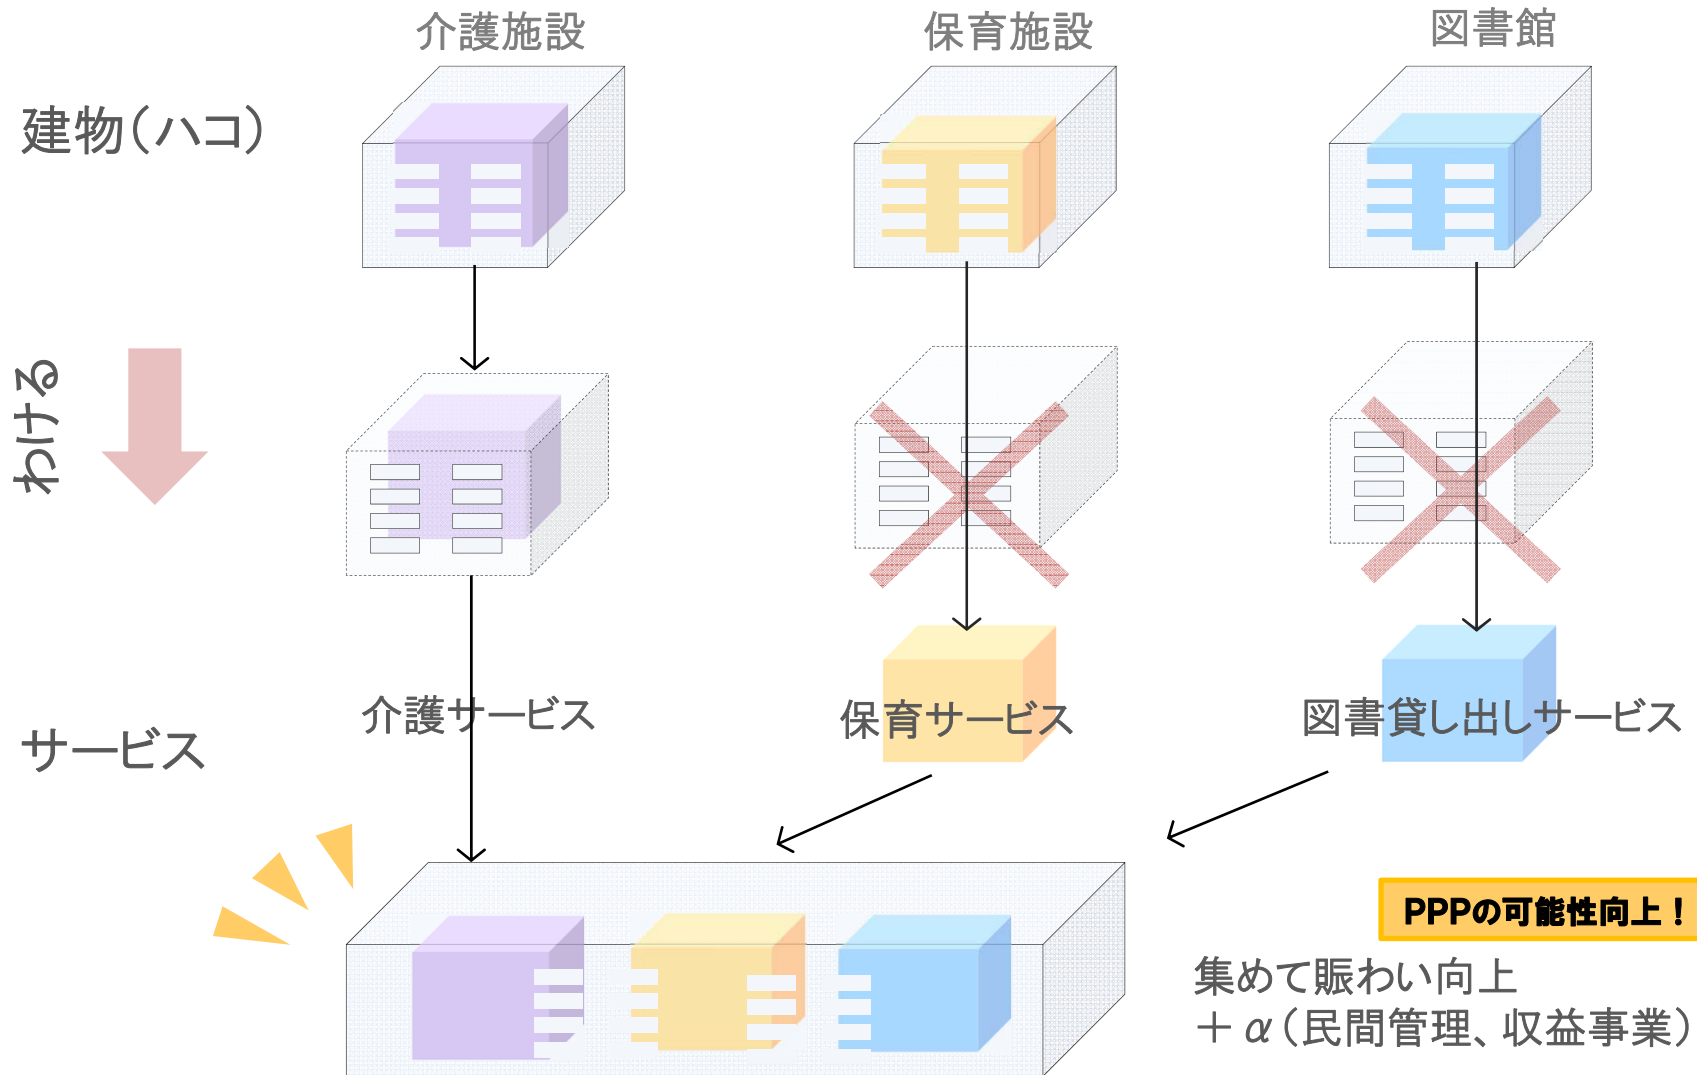 介護施設
保育施設
図書館
建物（ハコ）
わける
介護サービス
保育サービス
図書貸し出しサービス
サービス
PPPの可能性向上！
集めて賑わい向上
＋α（民間管理、収益事業）